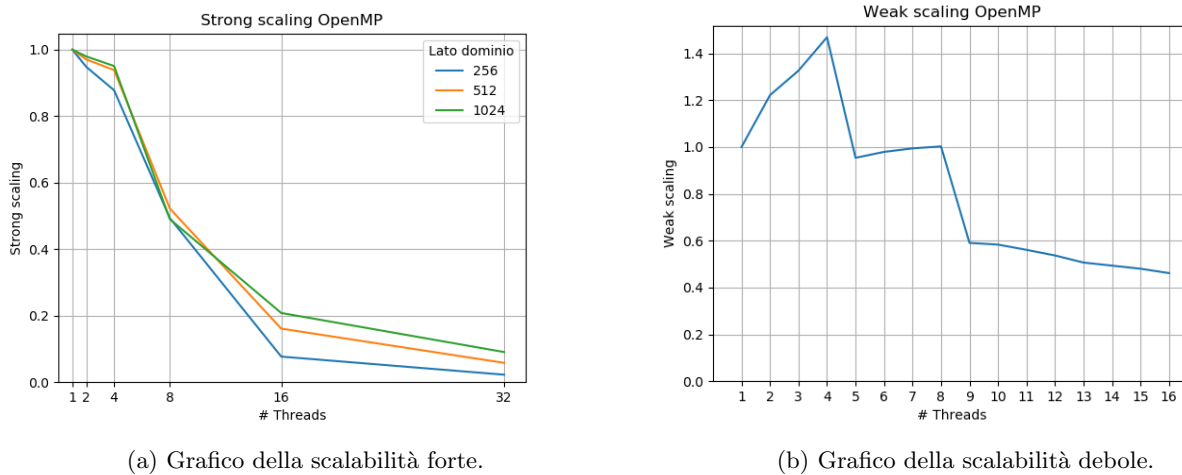 Strong scaling OpenMP
Strong scaling
1.0
0.8
0.6
0.4
0.2
0.0
Lato dominio
256
512
1024
1 2 4 8 16 32
# Threads
(a) Grafico della scalabilità forte.
Weak scaling OpenMP
Weak scaling
1.4
1.2
1.0
0.8
0.6
0.4
0.2
0.0
1 2 3 4 5 6 7 8 9 10 11 12 13 14 15 16
# Threads
(b) Grafico della scalabilità debole.